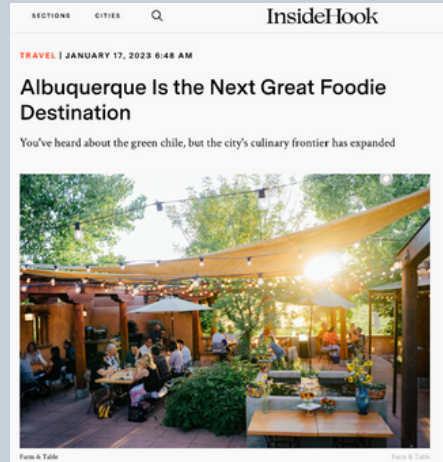 SECTIONS CITIES InsideHook
TRAVEL | JANUARY 17, 2023 6:48 AM
Albuquerque Is the Next Great Foodie
Destination
You've heard about the green chile, but the city's culinary frontier has expanded
Farm & Table Farm & Table